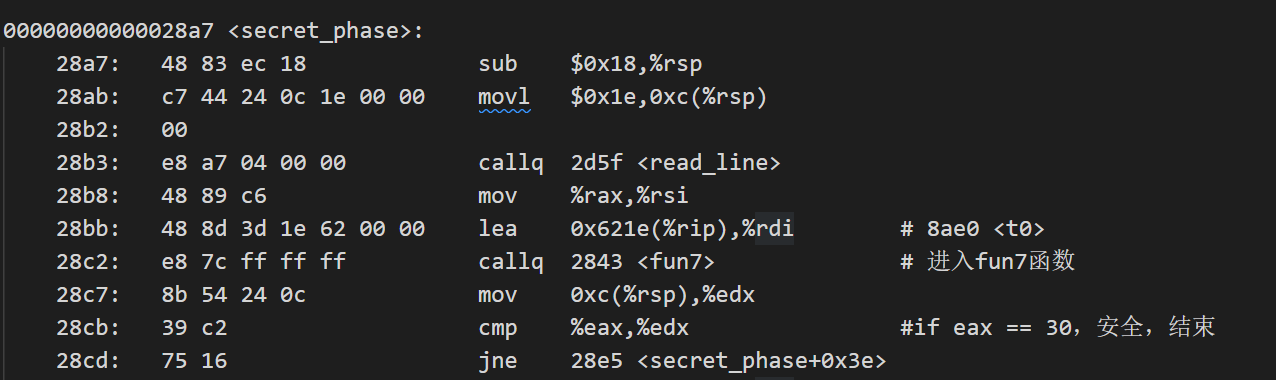 00000000000028a7 <secret_phase>:
28a7: 48 83 ec 18 sub $0x18,%rsp
28ab: c7 44 24 0c 1e 00 00 movl $0x1e,0xc(%rsp)
28b2: 00
28b3: e8 a7 04 00 00 callq 2d5f <read_line>
28b8: 48 89 c6 mov %rax,%rsi
28bb: 48 8d 3d 1e 62 00 00 lea 0x621e(%rip),%rdi # 8ae0 <t0>
28c2: e8 7c ff ff ff callq 2843 <fun7> # 进入fun7函数
28c7: 8b 54 24 0c mov 0xc(%rsp),%edx
28cb: 39 c2 cmp %eax,%edx #if eax == 30，安全，结束
28cd: 75 16 jne 28e5 <secret_phase+0x3e>